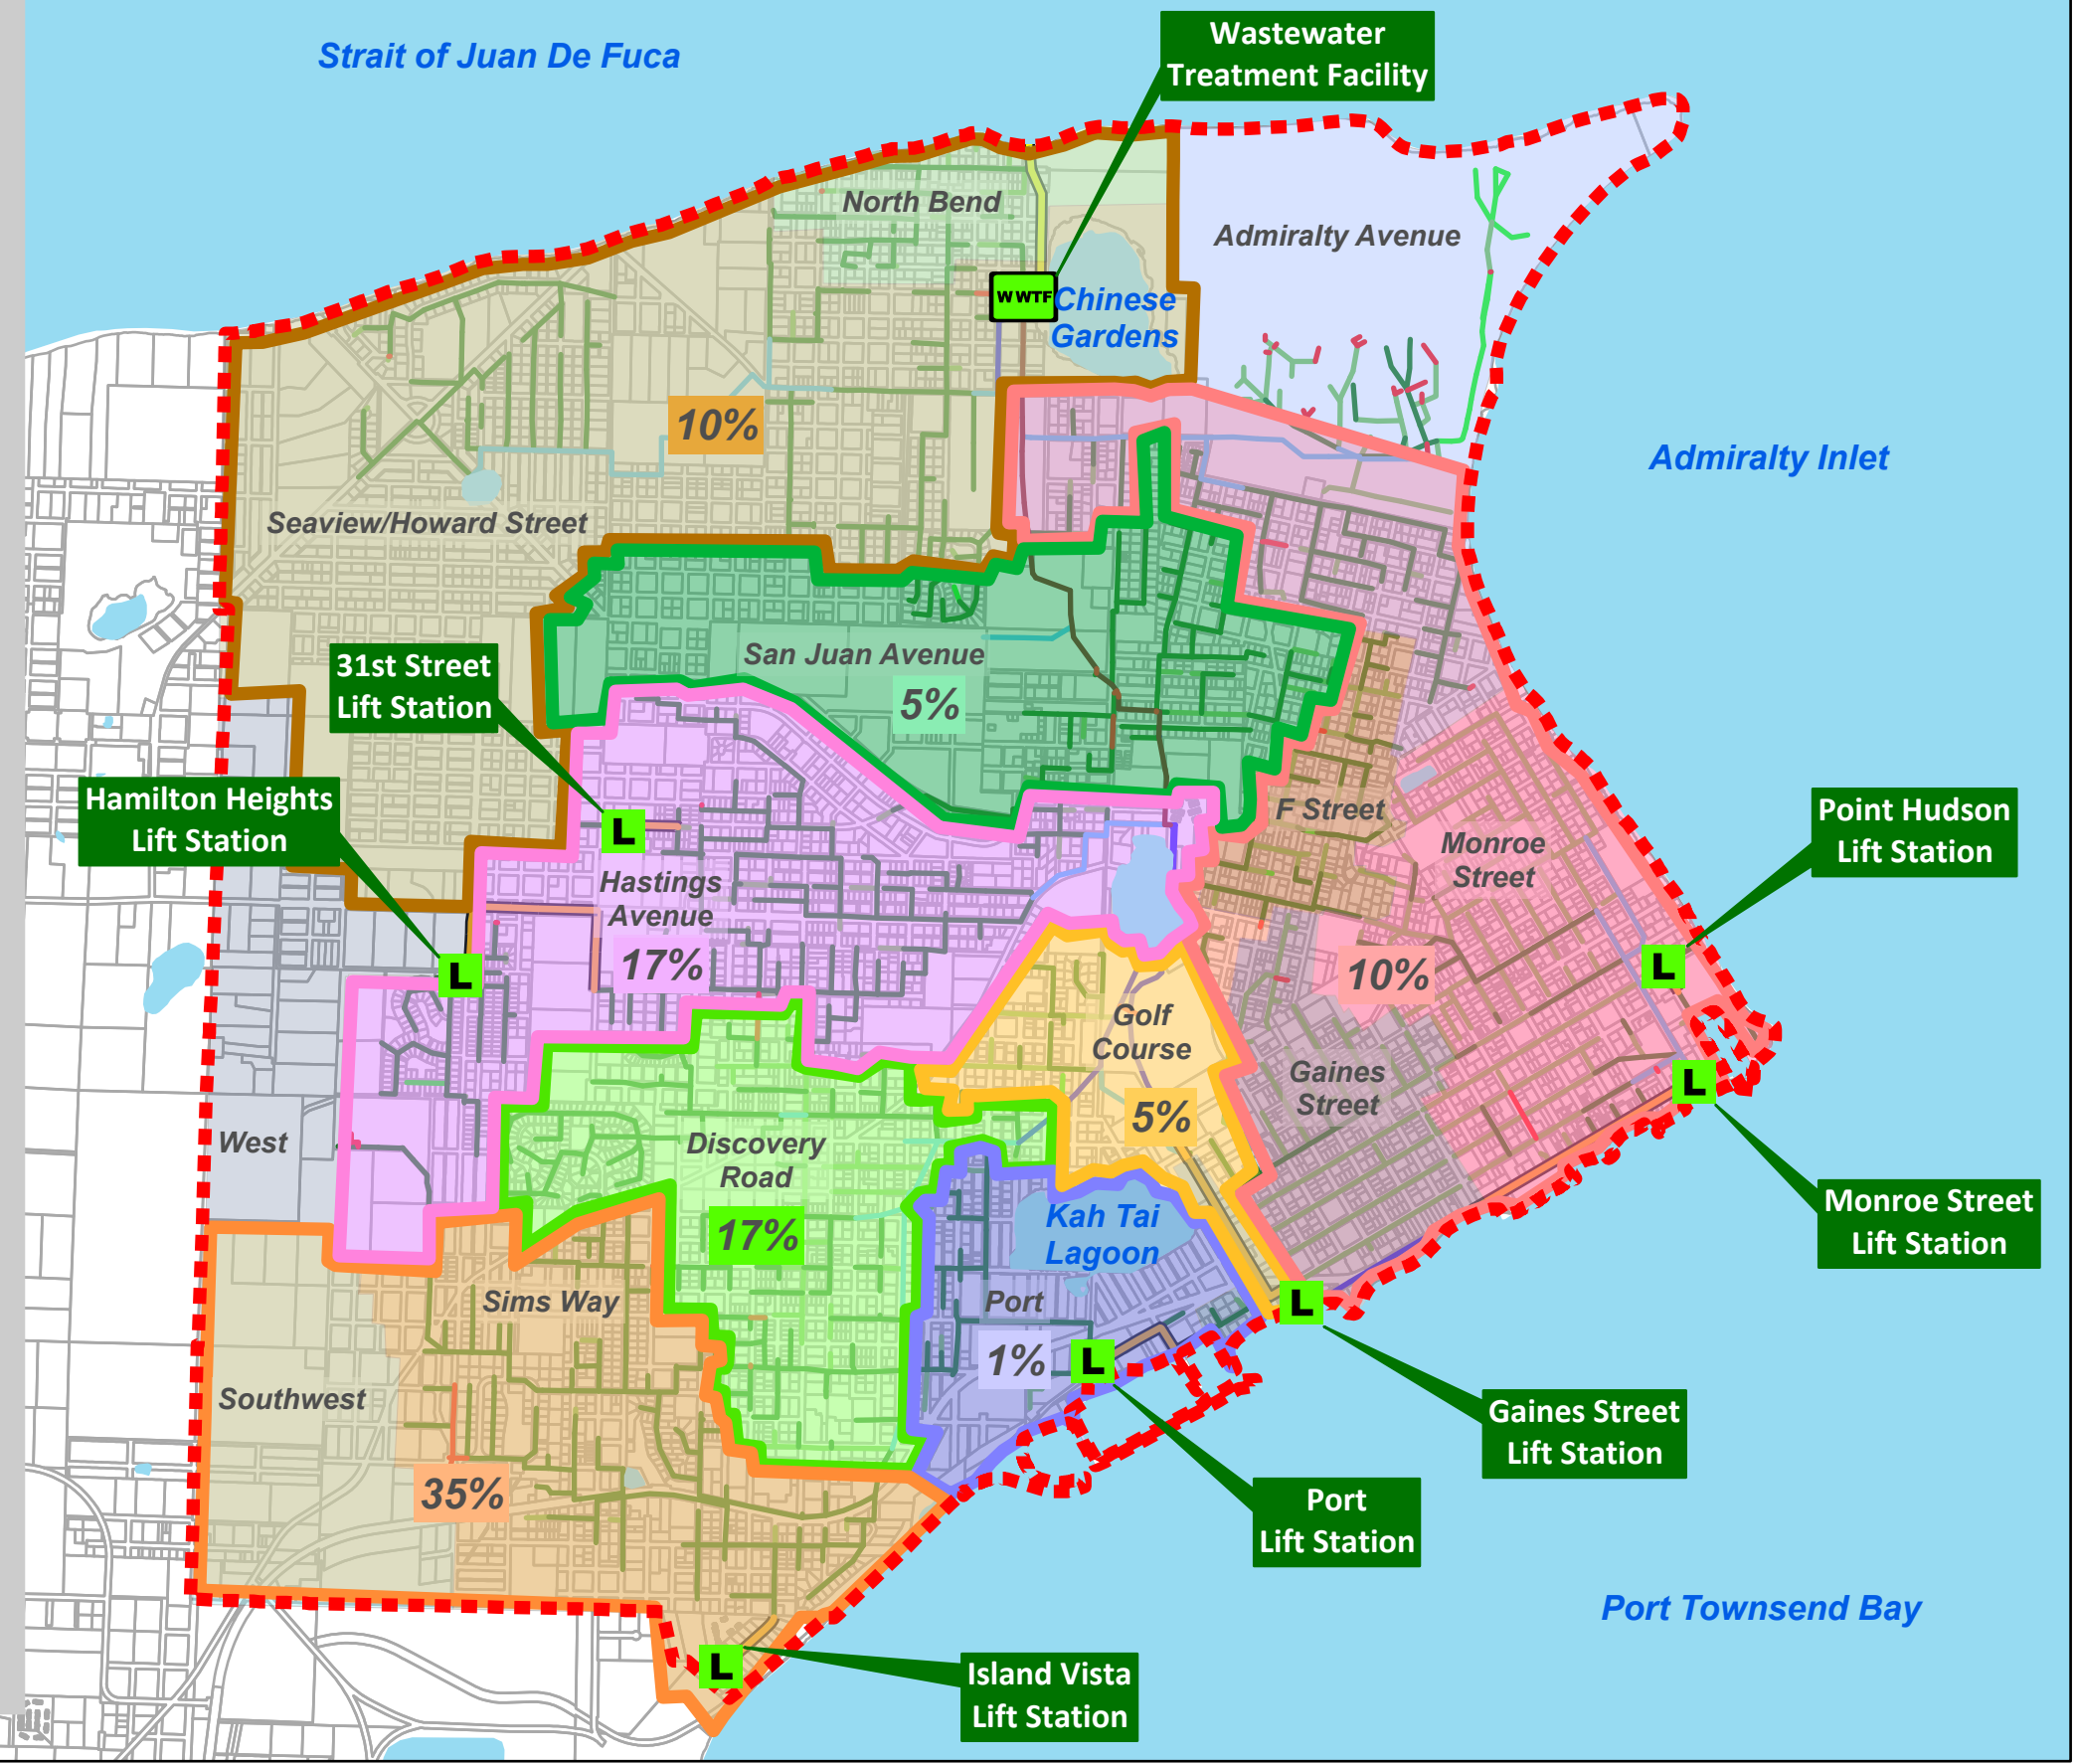 Wastewater
Treatment Facility
Strait of Juan De Fuca
North Bend
Admiralty Avenue
WWTF
Chinese
Gardens
10%
Admiralty Inlet
Seaview/Howard Street
31st Street
Lift Station
San Juan Avenue
5%
Hamilton Heights
Lift Station
L
F Street
Monroe
Street
Point Hudson
Lift Station
Hastings
Avenue
17%
L
10%
L
Golf
Course
5%
Gaines
Street
L
West
Discovery
Road
17%
Kah Tai
Lagoon
Monroe Street
Lift Station
Sims Way
Port
1%
L
L
Southwest
Gaines Street
Lift Station
35%
Port
Lift Station
Port Townsend Bay
L
Island Vista
Lift Station